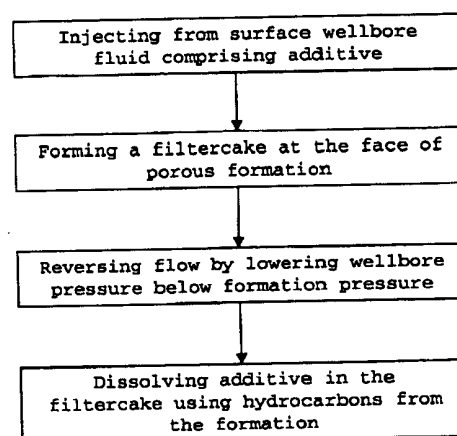 Injecting from surface wellbore
fluid comprising additive
Forming a filtercake at the face of
porous formation
Reversing flow by lowering wellbore
pressure below formation pressure
Dissolving additive in the
filtercake using hydrocarbons from
the formation